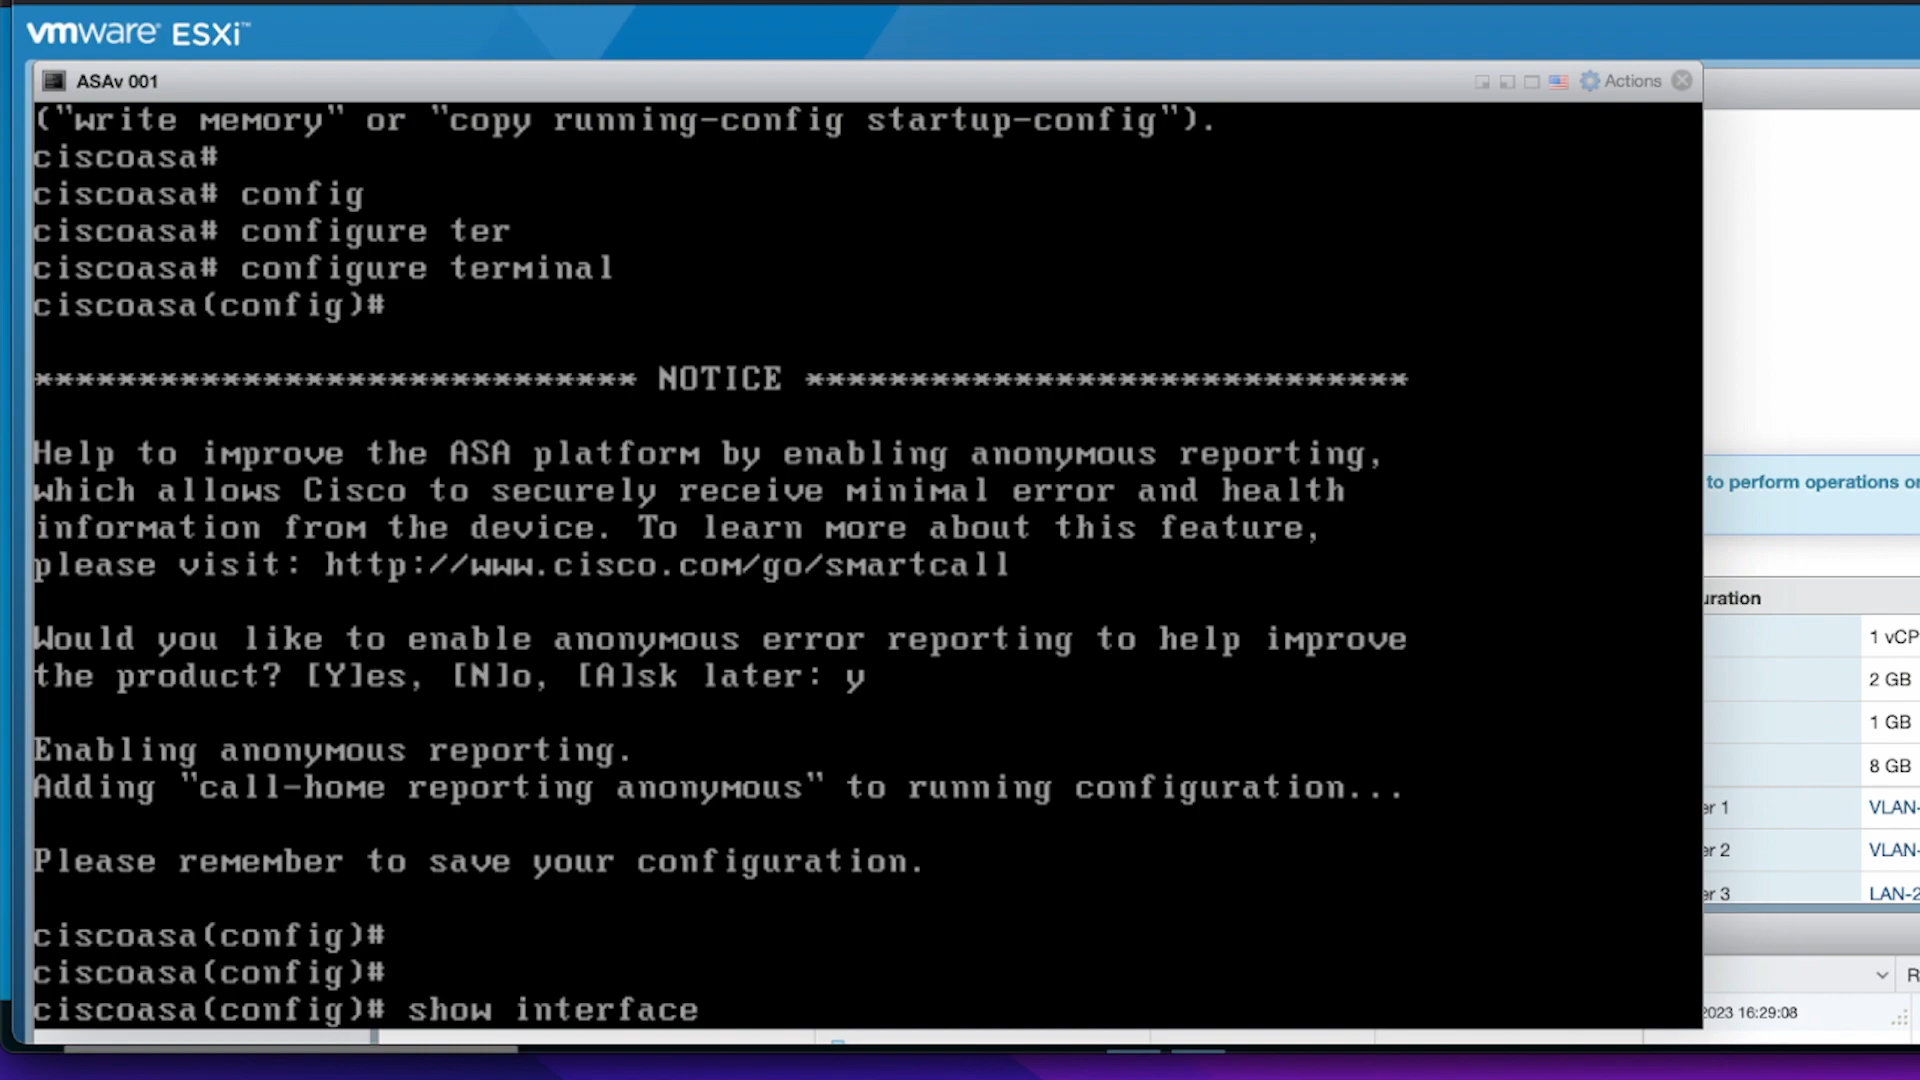 vmware ESXi™
ASAv 001
Actions
("write memory" or "copy running-config startup-config").
ciscoasa#
ciscoasa# config
ciscoasa# configure ter
ciscoasa# configure terminal
ciscoasa(config)#
***************************** NOTICE *****************************
Help to improve the ASA platform by enabling anonymous reporting,
which allows Cisco to securely receive minimal error and health
information from the device. To learn more about this feature,
please visit: http://www.cisco.com/go/smartcall
Would you like to enable anonymous error reporting to help improve
the product? [Y]es, [N]o, [A]sk later: y
Enabling anonymous reporting.
Adding "call-home reporting anonymous" to running configuration...
Please remember to save your configuration.
ciscoasa(config)#
ciscoasa(config)#
ciscoasa(config)# show interface
to perform operations
1
2 GB
1 GB
8 GB
1 VLAN-
2 VLAN-
3
16:29:08